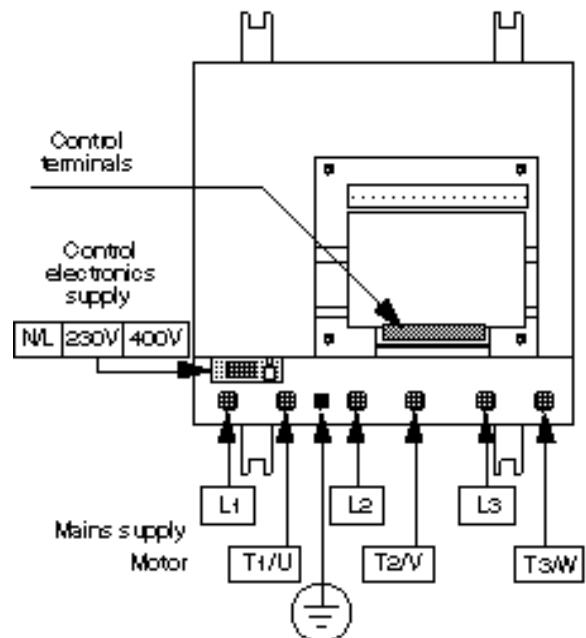 Control
terminals
Control
electronics
supply
N/L 230V 400V
L1 L2 L3
Mains supply
Motor T1/U T2/V T3/W